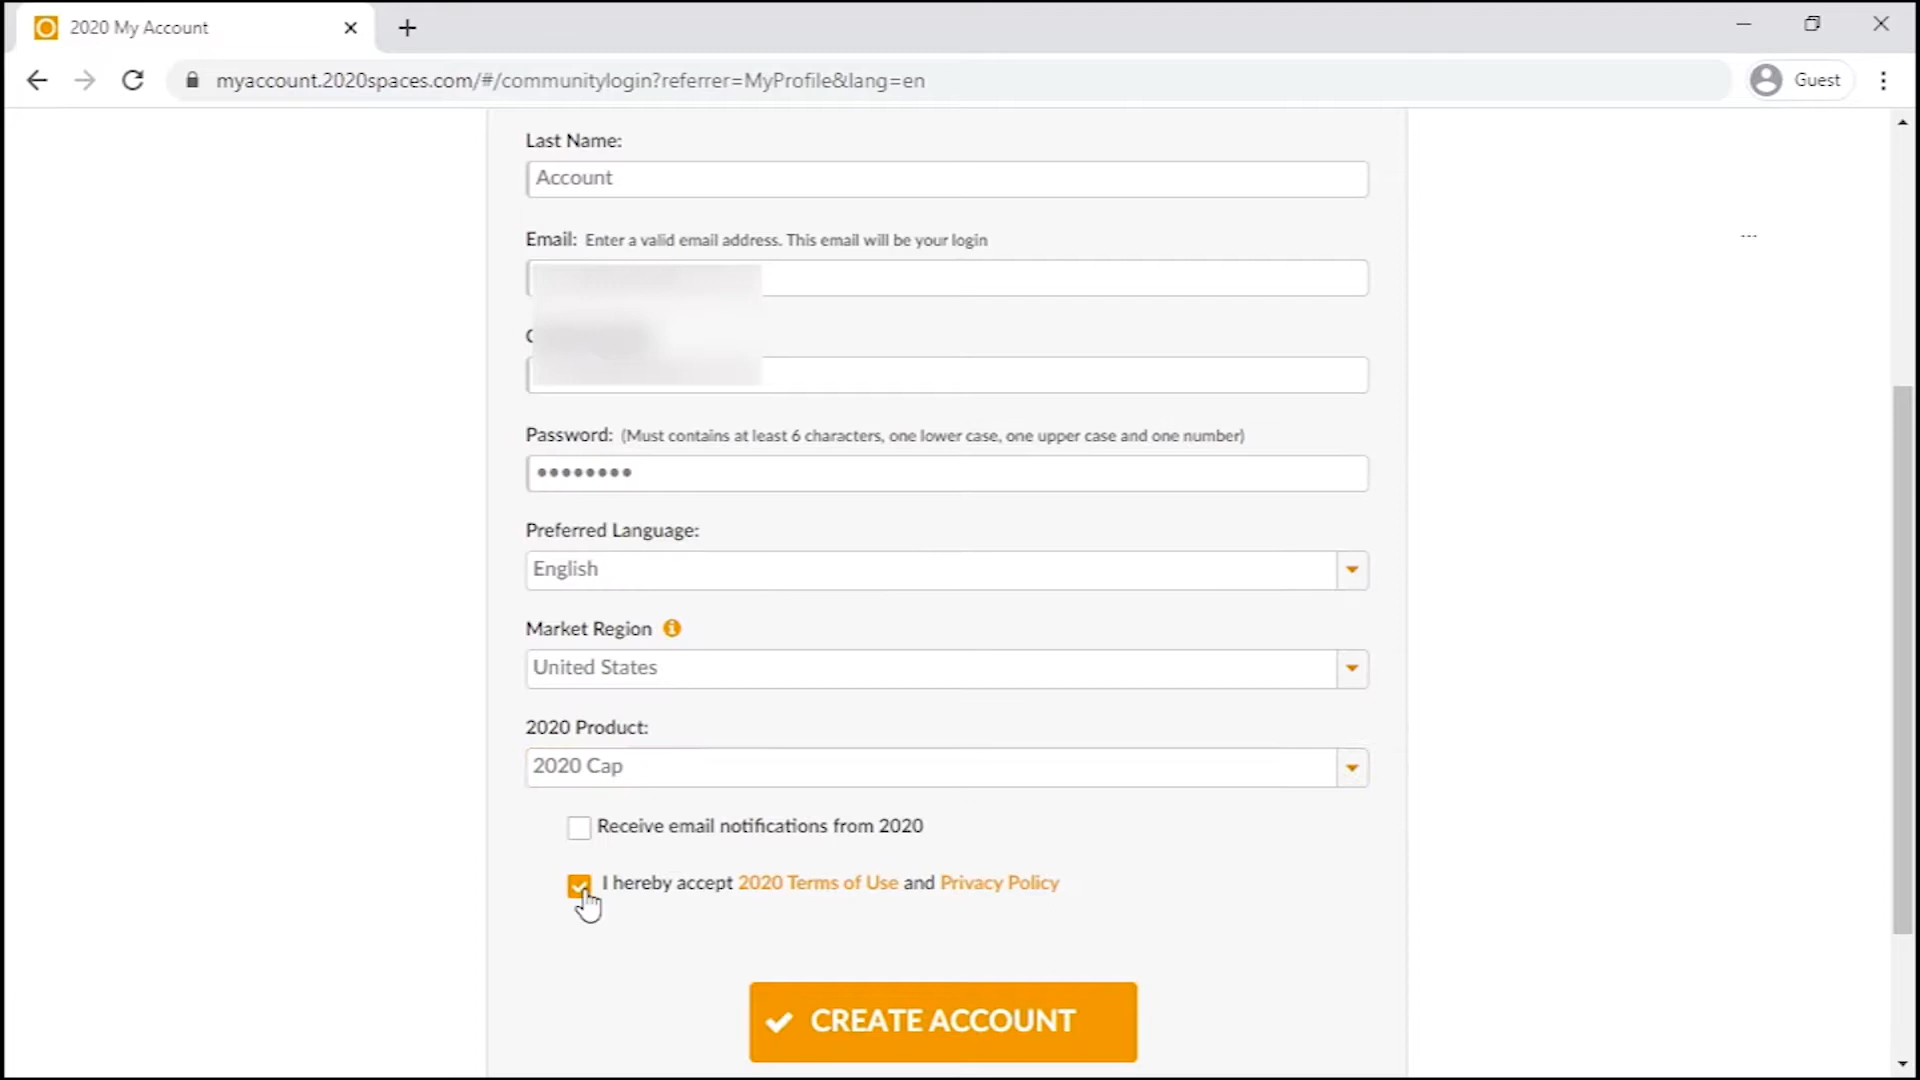 2020 My Account
myaccount.2020spaces.com/#/communitylogin?referrer=MyProfile&lang=en
Guest
Last Name:
Account
Email: Enter a valid email address. This email will be your login
Password: (Must contains at least 6 characters, one lower case, one upper case and one number)
Preferred Language:
English
Market Region
United States
2020 Product:
2020 Cap
Receive email notifications from 2020
I hereby accept 2020 Terms of Use and Privacy Policy
CREATE ACCOUNT